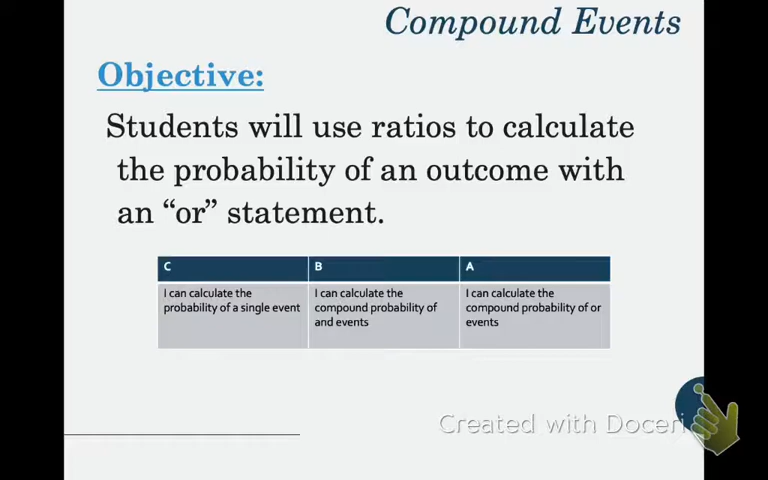 Compound Events
Objective:
Students will use ratios to calculate
the probability of an outcome with
an “or” statement.
C
B
A
I can calculate the
probability of a single event
I can calculate the
compound probability of
and events
I can calculate the
compound probability of or
events
Created with Doceri